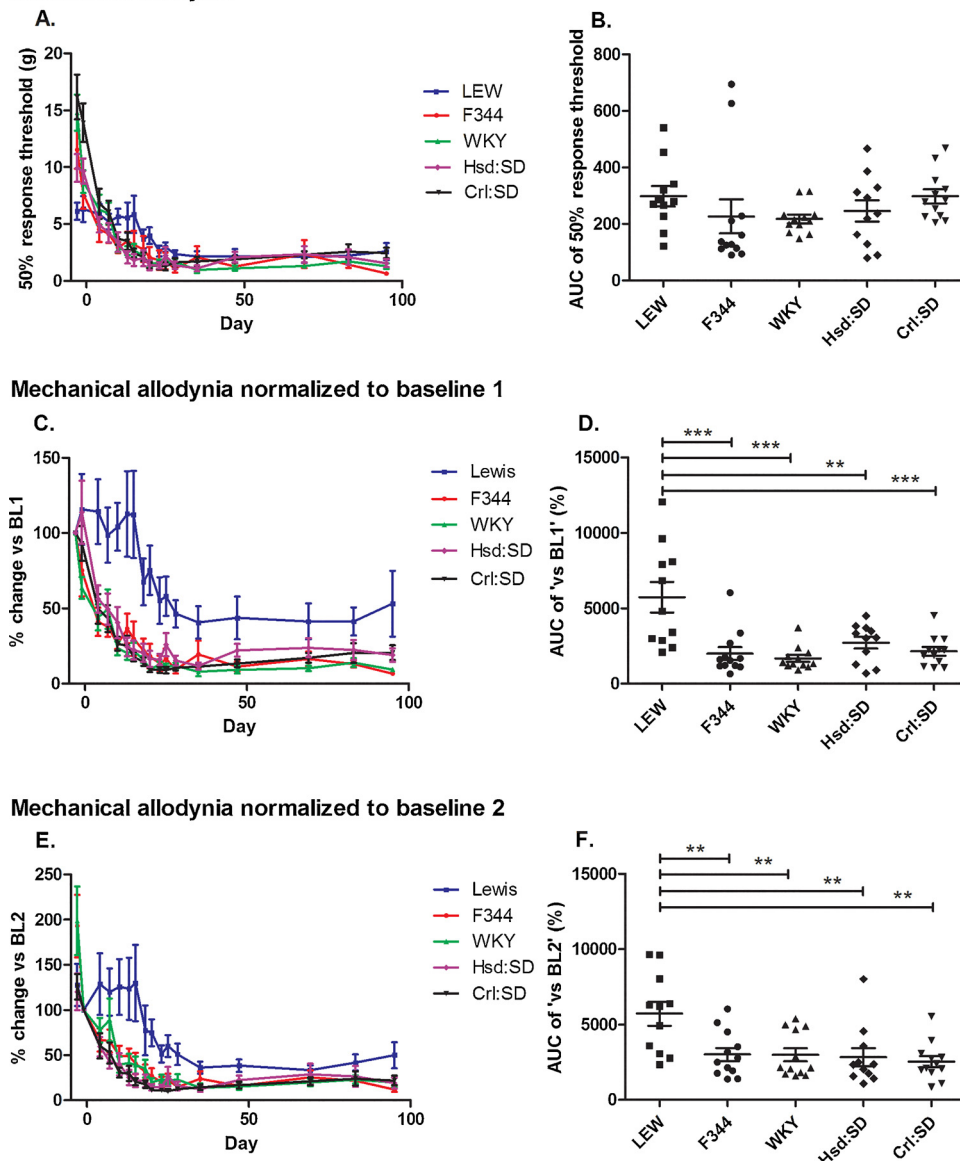 A.
50% response threshold (g)
20
15
10
5
0
0
50
100
Day
LEW
F344
WKY
Hsd:SD
Crl:SD
B.
AUC of 50% response threshold
800
600
400
200
0
LEW
F344
WKY
Hsd:SD
Crl:SD
Mechanical allodynia normalized to baseline 1
C.
% change vs BL1
150
100
50
0
0
50
100
Day
Lewis
F344
WKY
Hsd:SD
Crl:SD
D.
AUC of 'vs BL1' (%)
15000
10000
5000
0
***
***
**
***
LEW
F344
WKY
Hsd:SD
Crl:SD
Mechanical allodynia normalized to baseline 2
E.
% change vs BL2
250
200
150
100
50
0
0
50
100
Day
Lewis
F344
WKY
Hsd:SD
Crl:SD
F.
AUC of 'vs BL2' (%)
15000
10000
5000
0
**
**
**
**
LEW
F344
WKY
Hsd:SD
Crl:SD